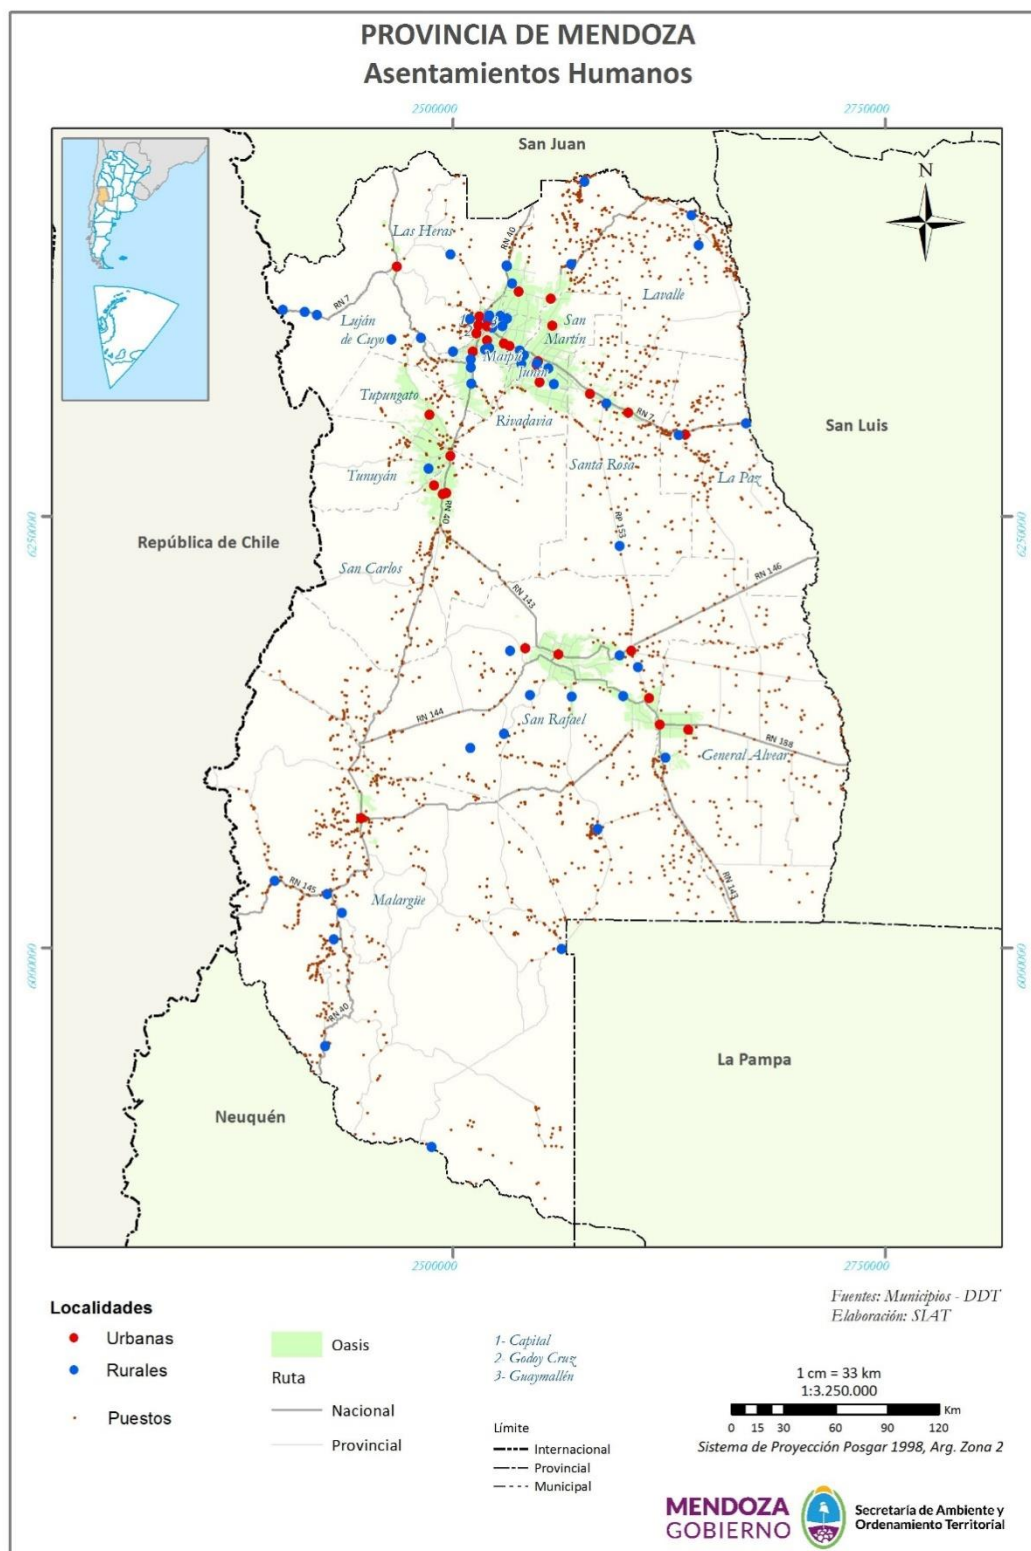 PROVINCIA DE MENDOZA
Asentamientos Humanos
2500000
2750000
San Juan
N
Las Heras
RN 40
RN 7
Lavalle
Luján
de Cuyo
San
Martín
Maipú
Junín
Tupungato
Rivadavia
RN 7
San Luis
Tunuyán
Santa Rosa
La Paz
RN 40
6250000
6250000
República de Chile
RP 153
San Carlos
RN 143
RN 146
RN 144
San Rafael
RN 188
General Alvear
RN 145
Malargüe
RN 143
6000000
6000000
RN 40
La Pampa
Neuquén
2500000
2750000
Fuentes: Municipios - DDT
Elaboración: SLAT
Localidades
Urbanas
Rurales
Puestos
Oasis
Ruta
Nacional
Provincial
1- Capital
2- Godoy Cruz
3- Guaymallén
Límite
Internacional
Provincial
Municipal
1 cm = 33 km
1:3.250.000
Km
0 15 30 60 90 120
Sistema de Proyección Posgar 1998, Arg. Zona 2
MENDOZA
GOBIERNO
Secretaría de Ambiente y
Ordenamiento Territorial